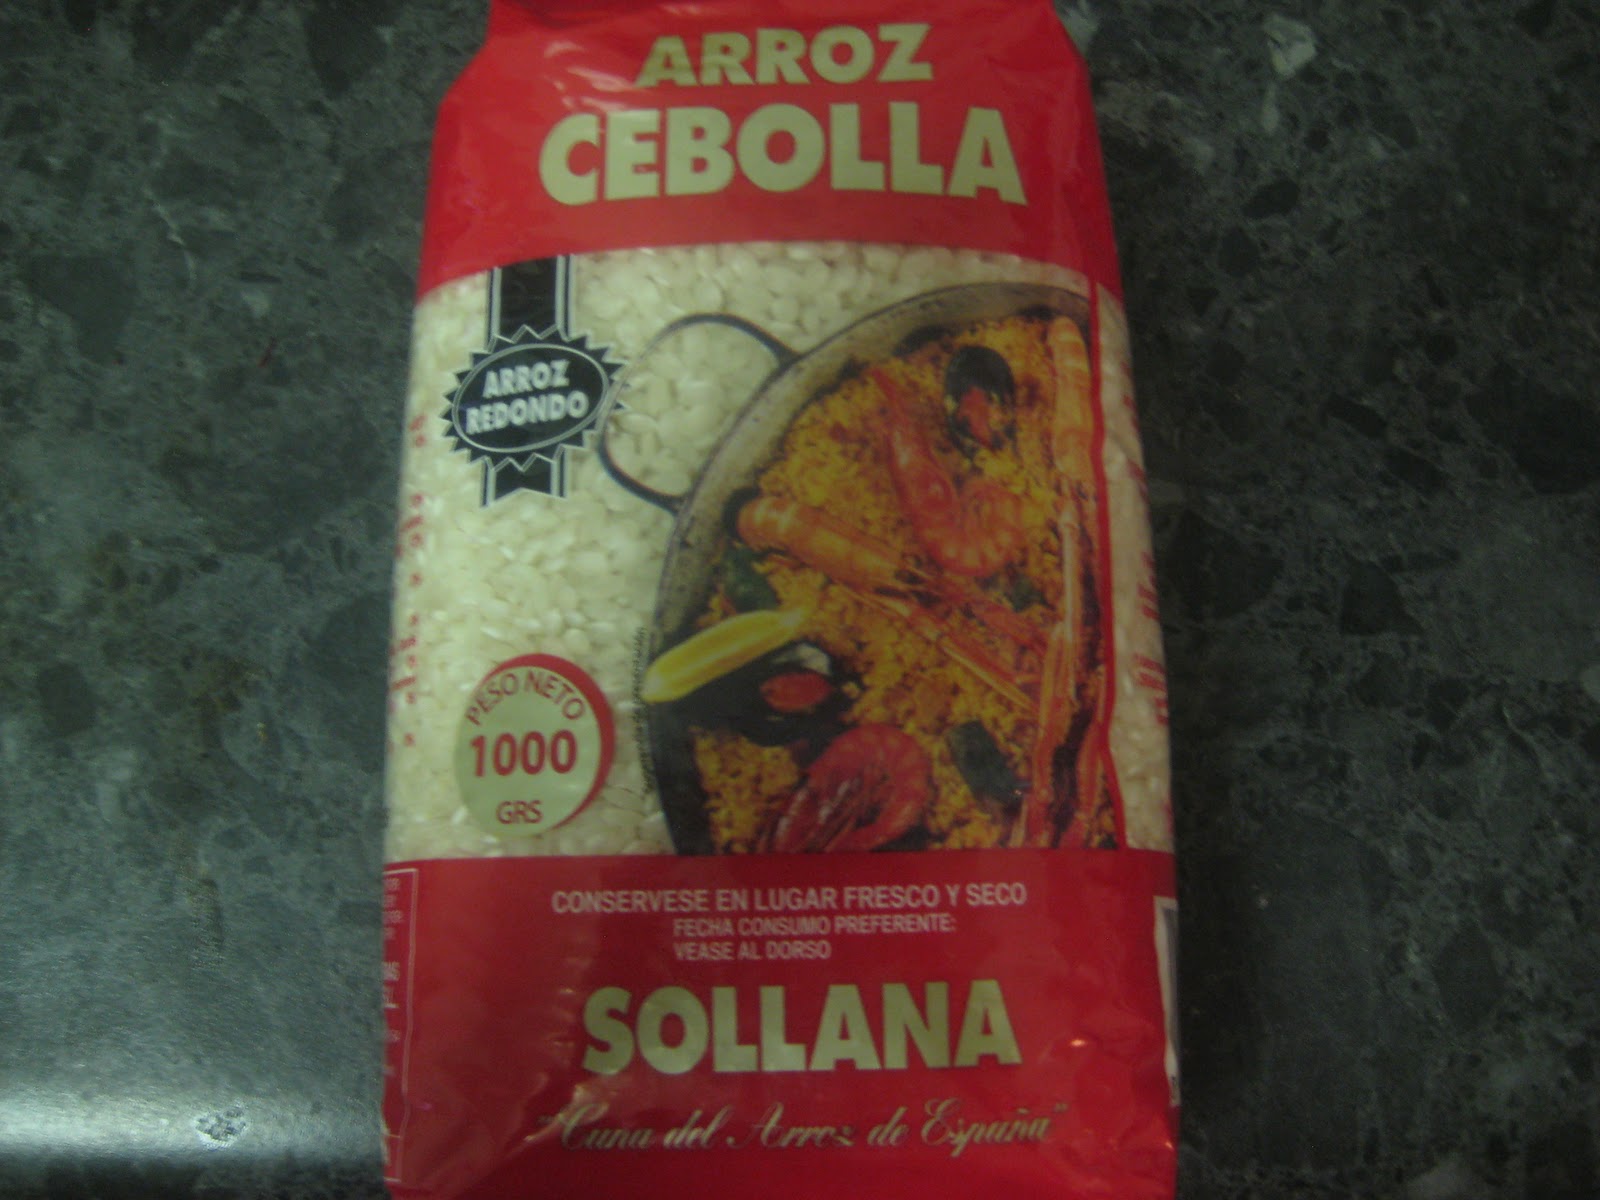 ARROZ
CEBOLLA
ARROZ
REDONDO
PESO NETO
1000
GRS
CONSERVESE EN LUGAR FRESCO Y SECO
FECHA CONSUMO PREFERENTE:
VEASE AL DORSO
SOLLANA
"Cuna del Arroz de España"